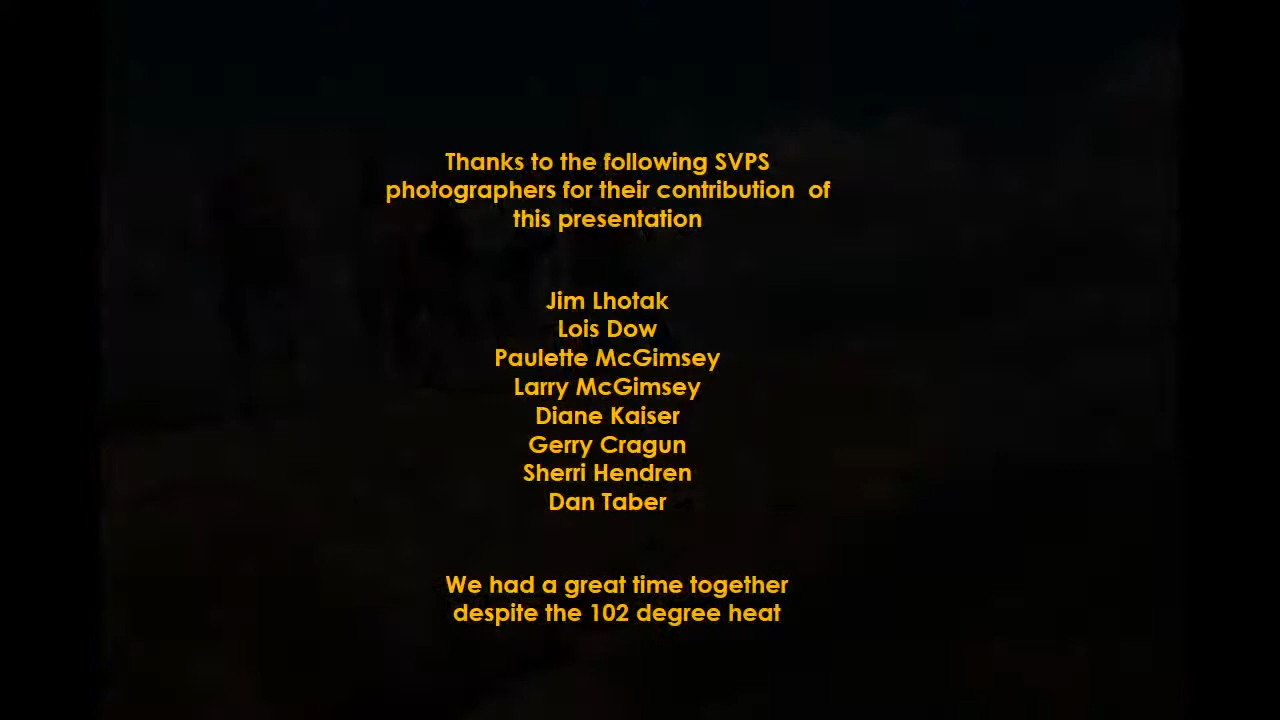 Thanks to the following SVPS
photographers for their contribution  of
this presentation
Jim Lhotak
Lois Dow
Paulette McGimsey
Larry McGimsey
Diane Kaiser
Gerry Cragun
Sherri Hendren
Dan Taber
We had a great time together
despite the 102 degree heat